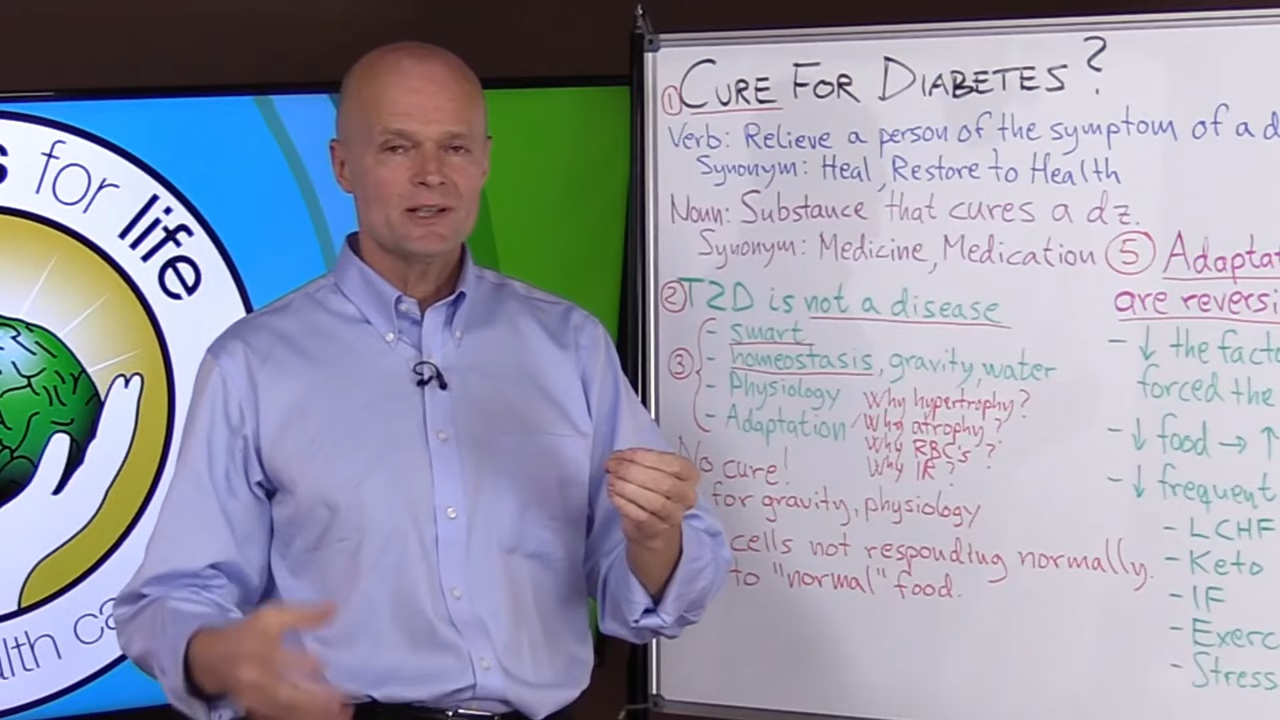 s for life
lth ca
① CURE FOR DIABETES?
Verb: Relieve a person of the symptom of a d
Synonym: Heal, Restore to Health
Noun: Substance that cures a dz.
Synonym: Medicine, Medication
② T2D is not a disease
③ - smart
- homeostasis, gravity, water
- Physiology
- Adaptation
Why hypertrophy?
Why atrophy?
Why RBC's?
Why IR?
No cure!
for gravity, physiology
cells not responding normally
to "normal" food.
⑤ Adaptat
are reversi
- ↓ the facto
forced the
- ↓ food → ↑
- ↓ frequent
- LCHF
- Keto
- IF
- Exerc
- Stress